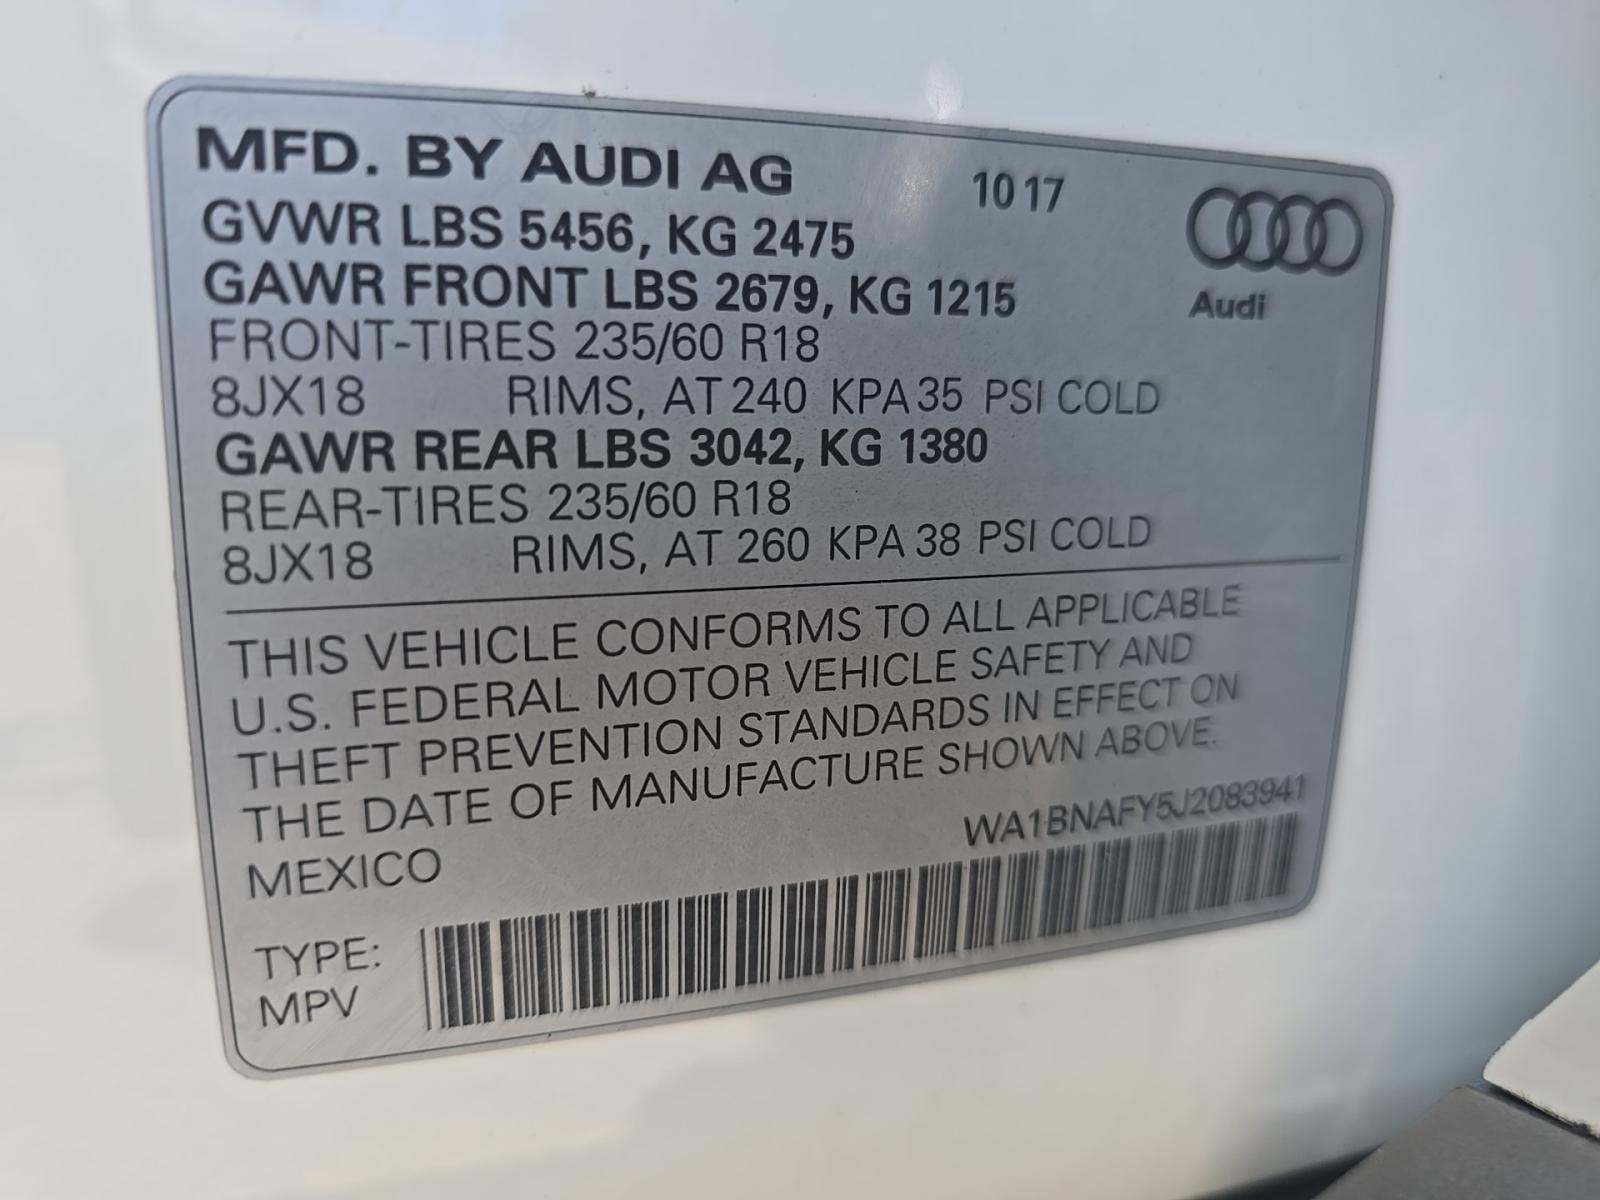 MFD. BY AUDI AG 10 17
GVWR LBS 5456, KG 2475
GAWR FRONT LBS 2679, KG 1215
Audi
FRONT-TIRES 235/60 R18
8JX18 RIMS, AT 240 KPA 35 PSI COLD
GAWR REAR LBS 3042, KG 1380
REAR-TIRES 235/60 R18
8JX18 RIMS, AT 260 KPA 38 PSI COLD
THIS VEHICLE CONFORMS TO ALL APPLICABLE
U.S. FEDERAL MOTOR VEHICLE SAFETY AND
THEFT PREVENTION STANDARDS IN EFFECT ON
THE DATE OF MANUFACTURE SHOWN ABOVE.
WA1BNAFY5J2083941
MEXICO
TYPE:
MPV